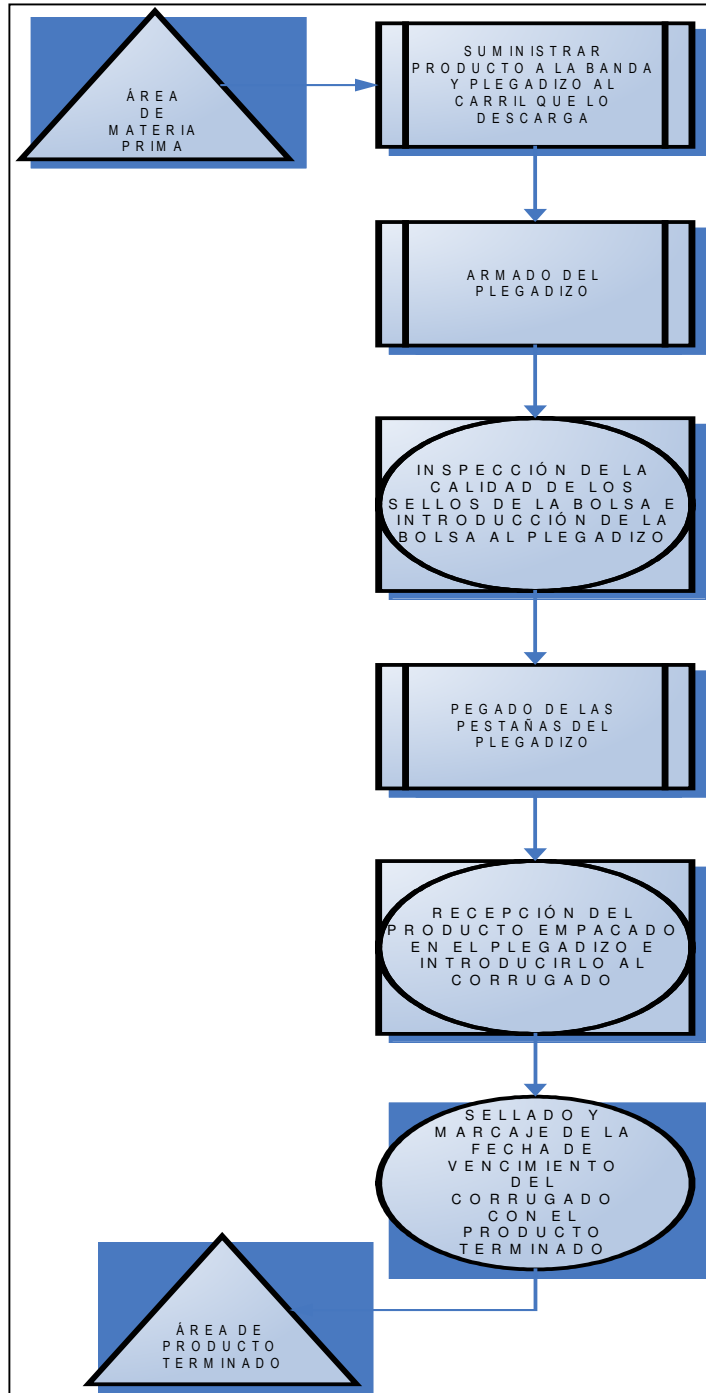 ÁREA
DE
MATERIA
PRIMA
SUMINISTRAR
PRODUCTO A LA BANDA
Y PLEGADIZO AL
CARRIL QUE LO
DESCARGA
ARMADO DEL
PLEGADIZO
INSPECCIÓN DE LA
CALIDAD DE LOS
SELLOS DE LA BOLSA E
INTRODUCCIÓN DE LA
BOLSA AL PLEGADIZO
PEGADO DE LAS
PESTAÑAS DEL
PLEGADIZO
RECEPCIÓN DEL
PRODUCTO EMPACADO
EN EL PLEGADIZO E
INTRODUCIRLO AL
CORRUGADO
SELLADO Y
MARCAJE DE LA
FECHA DE
VENCIMIENTO
DEL
CORRUGADO
CON EL
PRODUCTO
TERMINADO
ÁREA DE
PRODUCTO
TERMINADO